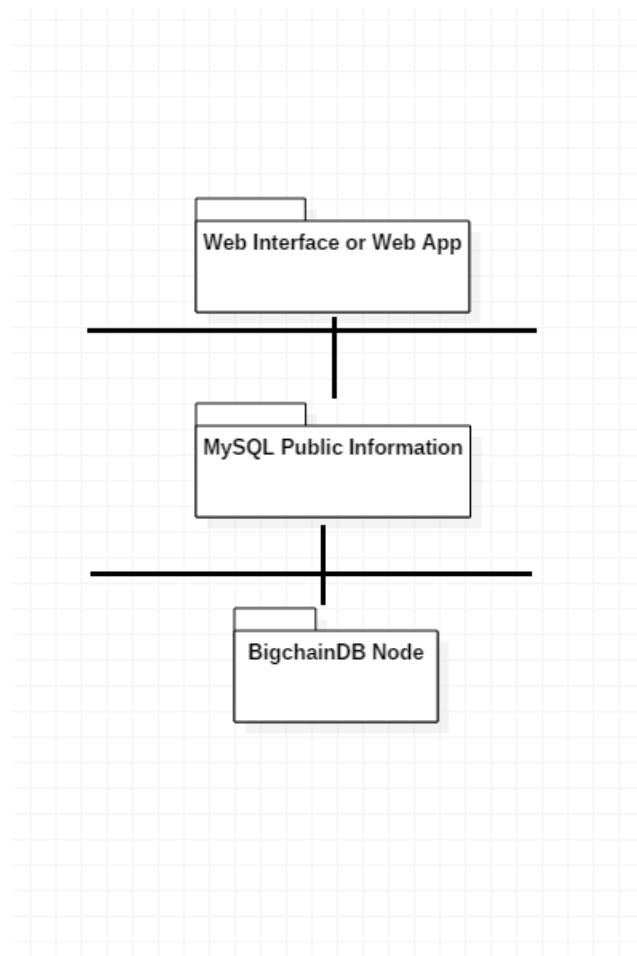 Web Interface or Web App
MySQL Public Information
BigchainDB Node